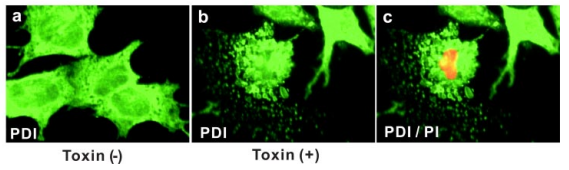 a b c
PDI PDI PDI / PI
Toxin (-) Toxin (+)